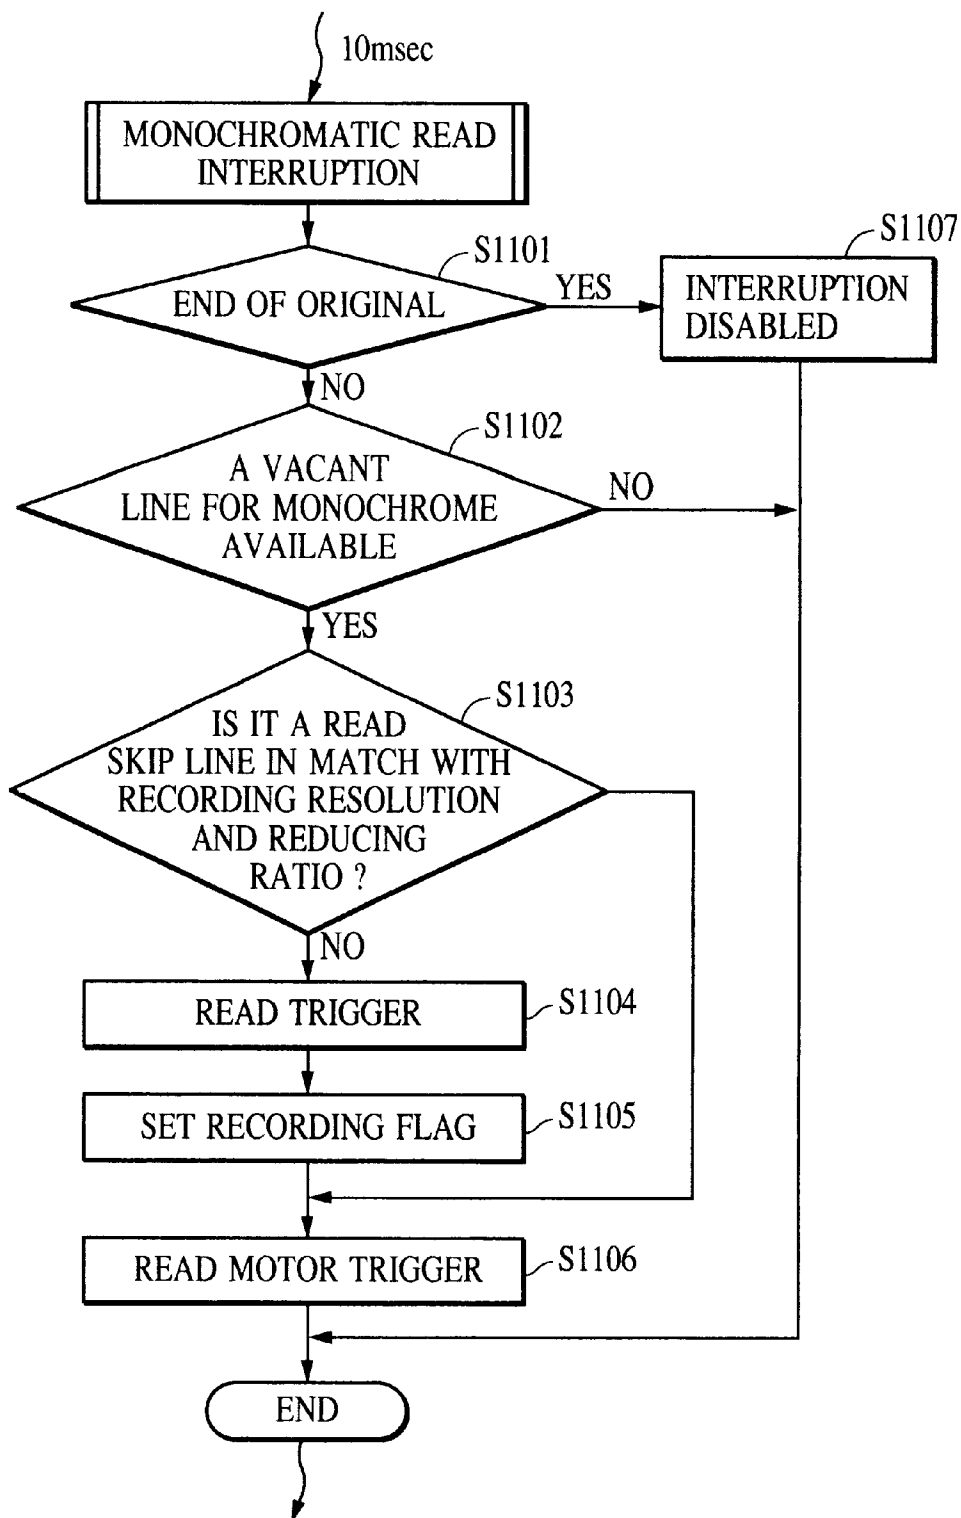 10msec
MONOCHROMATIC READ
INTERRUPTION
S1101
END OF ORIGINAL
YES
S1107
INTERRUPTION
DISABLED
NO
S1102
A VACANT
LINE FOR MONOCHROME
AVAILABLE
NO
YES
S1103
IS IT A READ
SKIP LINE IN MATCH WITH
RECORDING RESOLUTION
AND REDUCING
RATIO ?
NO
READ TRIGGER
S1104
SET RECORDING FLAG
S1105
READ MOTOR TRIGGER
S1106
END